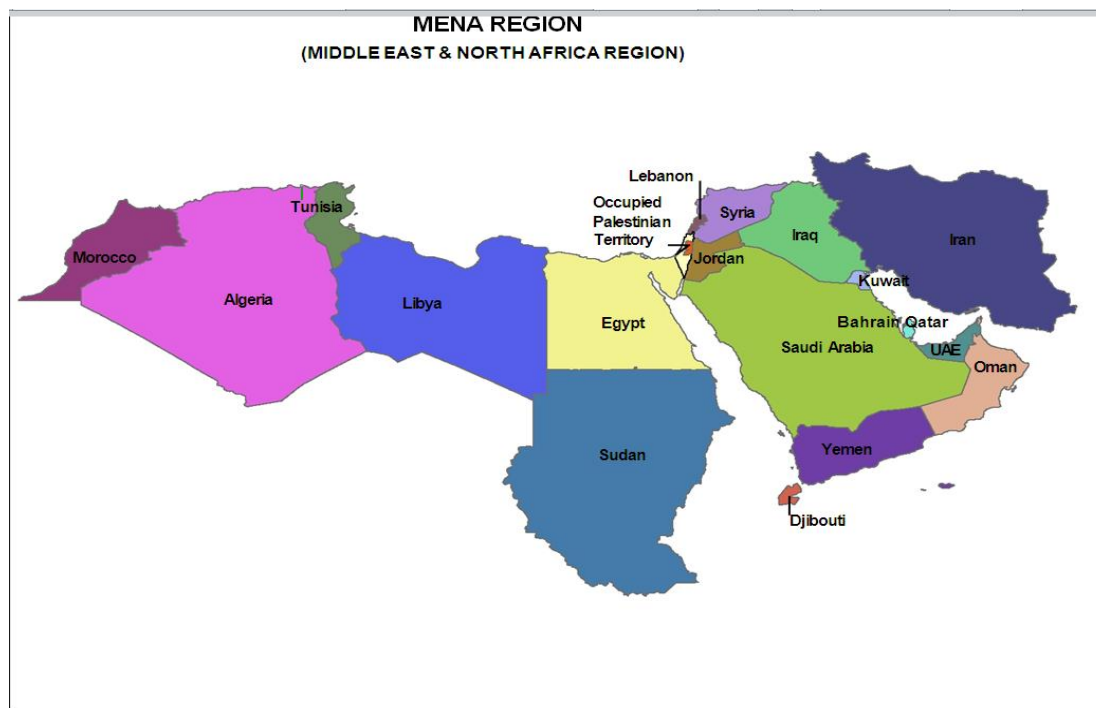 MENA REGION
(MIDDLE EAST & NORTH AFRICA REGION)
Lebanon
Occupied
Palestinian
Territory
Tunisia
Syria
Morocco
Iraq
Iran
Jordan
Kuwait
Algeria
Libya
Egypt
Bahrain Qatar
Saudi Arabia
UAE
Oman
Sudan
Yemen
Djibouti